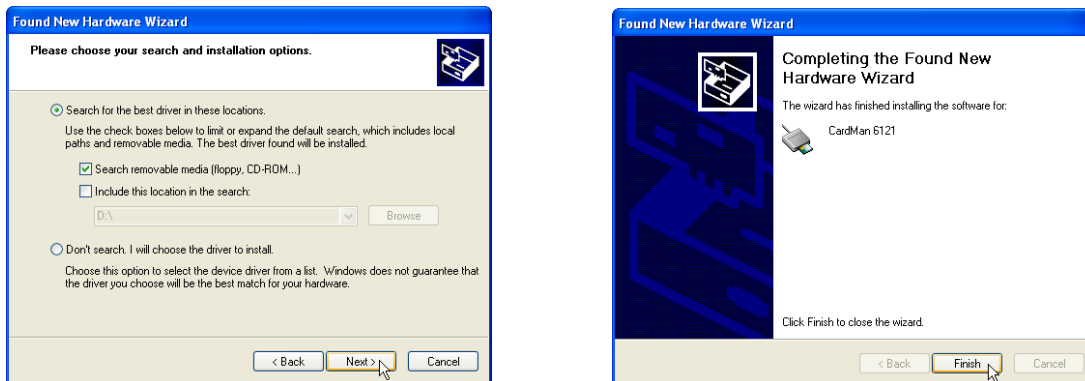 Found New Hardware Wizard
Please choose your search and installation options.
Search for the best driver in these locations.
Use the check boxes below to limit or expand the default search, which includes local
paths and removable media. The best driver found will be installed.
Search removable media (floppy, CD-ROM...)
Include this location in the search:
D:\
Browse
Don't search. I will choose the driver to install.
Choose this option to select the device driver from a list. Windows does not guarantee that
the driver you choose will be the best match for your hardware.
< Back
Next >
Cancel
Found New Hardware Wizard
Completing the Found New
Hardware Wizard
The wizard has finished installing the software for:
CardMan 6121
Click Finish to close the wizard.
< Back
Finish
Cancel